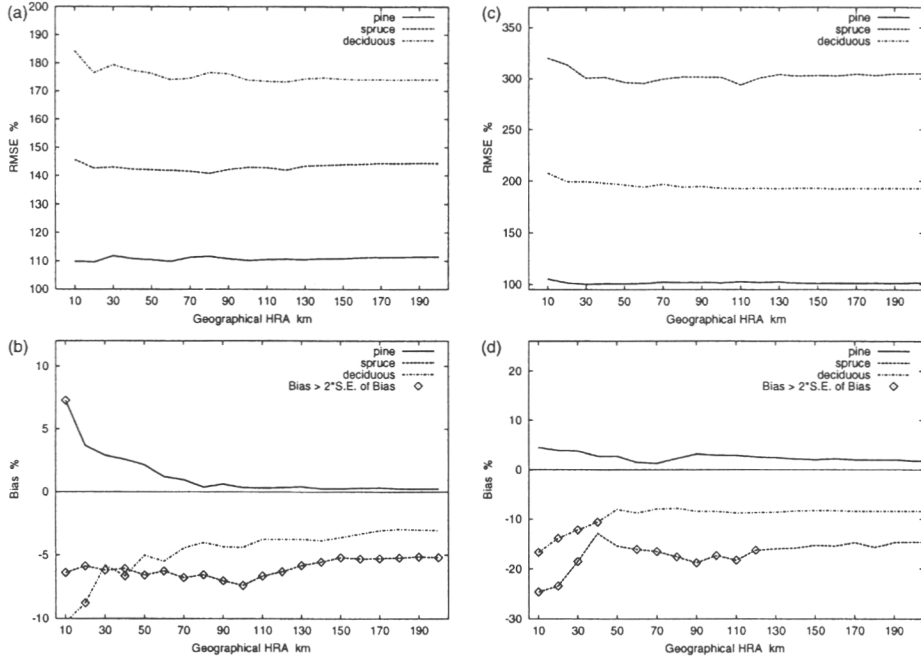 (a)
pine
spruce
deciduous
200
190
180
170
160
150
140
130
120
110
100
RMSE %
10 30 50 70 90 110 130 150 170 190
Geographical HRA km
(c)
pine
spruce
deciduous
350
300
250
200
150
100
RMSE %
10 30 50 70 90 110 130 150 170 190
Geographical HRA km
(b)
pine
spruce
deciduous
Bias > 2*S.E. of Bias
10
5
0
-5
-10
Bias %
10 30 50 70 90 110 130 150 170 190
Geographical HRA km
(d)
pine
spruce
deciduous
Bias > 2*S.E. of Bias
20
10
0
-10
-20
-30
Bias %
10 30 50 70 90 110 130 150 170 190
Geographical HRA km